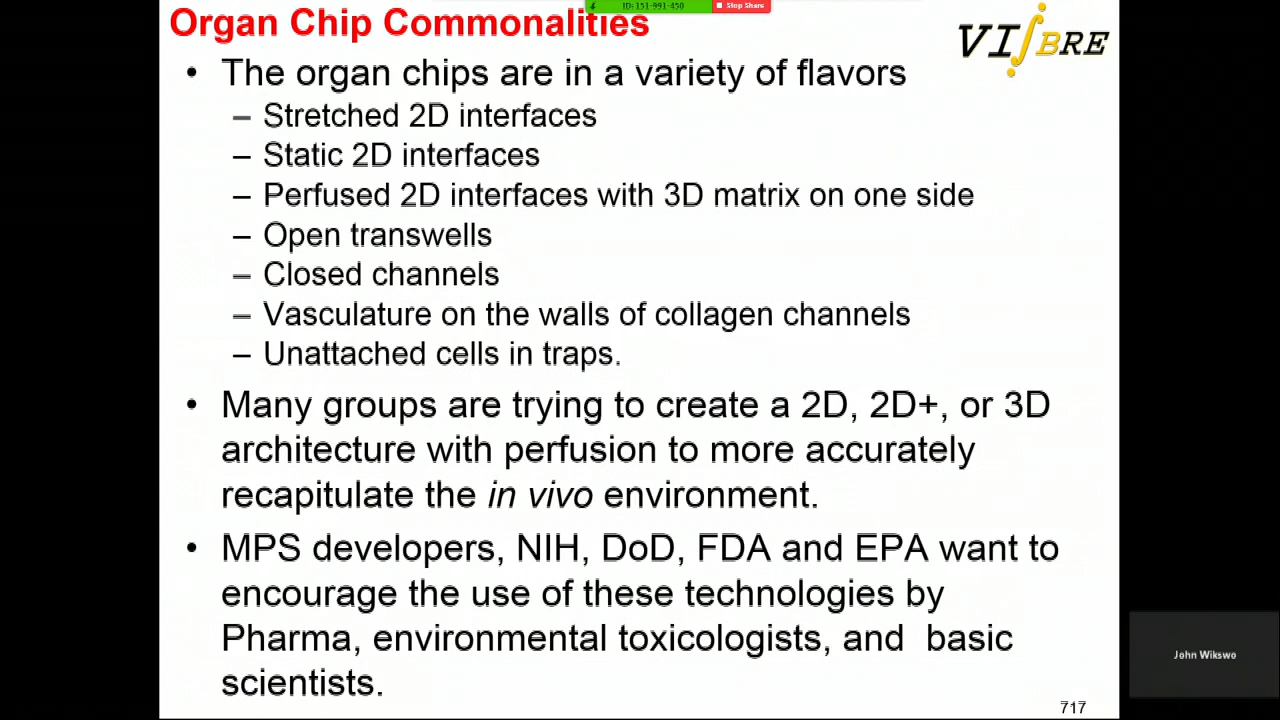 ID: 151-991-450
Stop Share
Organ Chip Commonalities
VI∫BRE
• The organ chips are in a variety of flavors
– Stretched 2D interfaces
– Static 2D interfaces
– Perfused 2D interfaces with 3D matrix on one side
– Open transwells
– Closed channels
– Vasculature on the walls of collagen channels
– Unattached cells in traps.
• Many groups are trying to create a 2D, 2D+, or 3D
architecture with perfusion to more accurately
recapitulate the in vivo environment.
• MPS developers, NIH, DoD, FDA and EPA want to
encourage the use of these technologies by
Pharma, environmental toxicologists, and basic
scientists.
John Wikswo
717